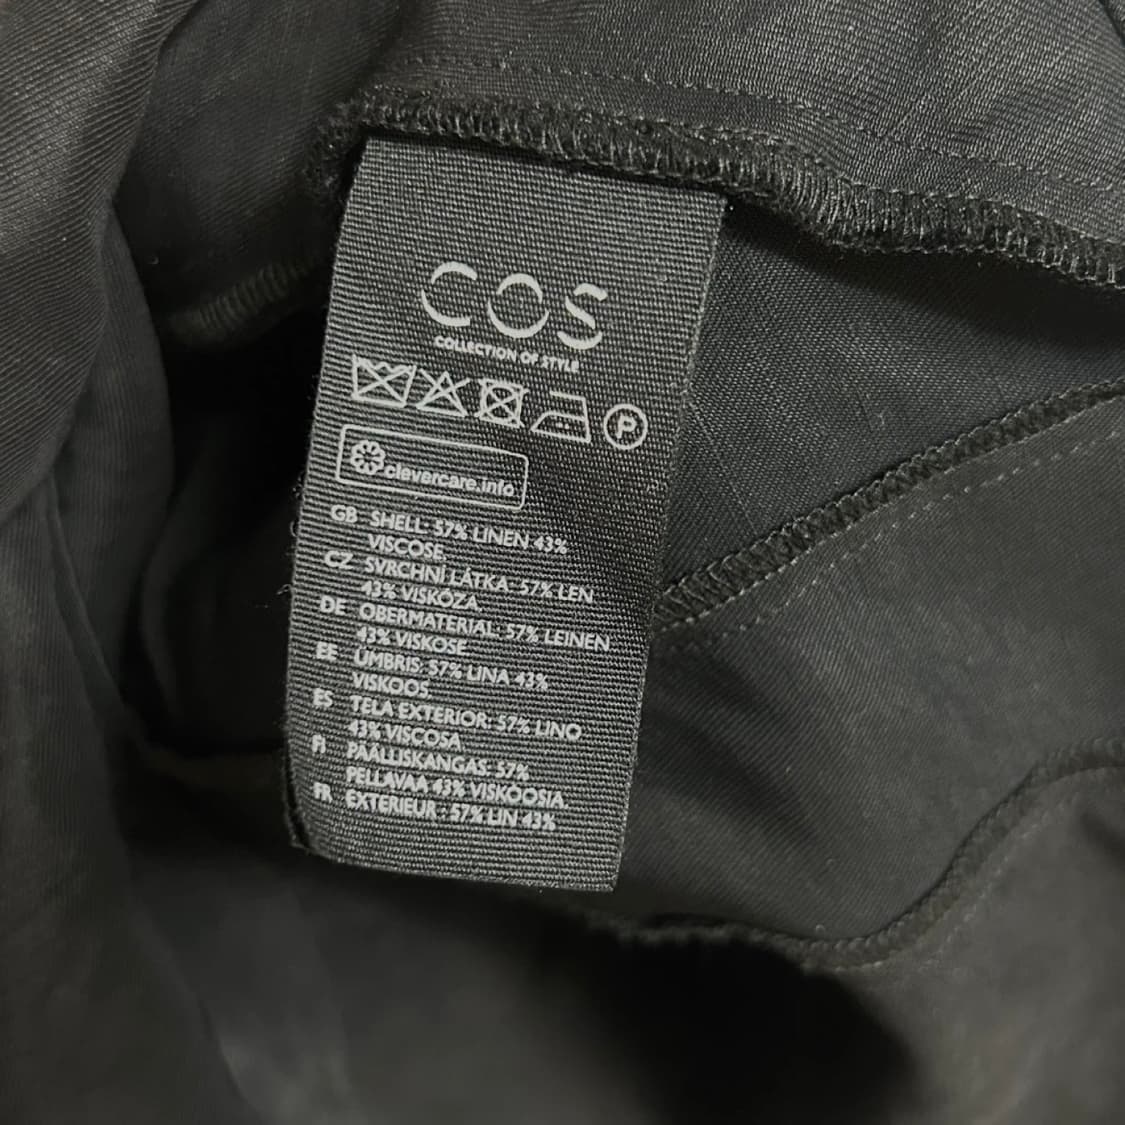 COS
COLLECTION OF STYLE
P
clevercare.info
GB SHELL: 57% LINEN 43%
VISCOSE.
CZ SVRCHNÍ LÁTKA: 57% LEN
43% VISKÓZA.
DE OBERMATERIAL: 57% LEINEN
43% VISKOSE.
EE ÜMBRIS: 57% LINA 43%
VISKOOS.
ES TELA EXTERIOR: 57% LINO
43% VISCOSA.
FI PÄÄLLISKANGAS: 57%
PELLAVAA 43% VISKOOSIA.
FR EXTÉRIEUR : 57% LIN 43%